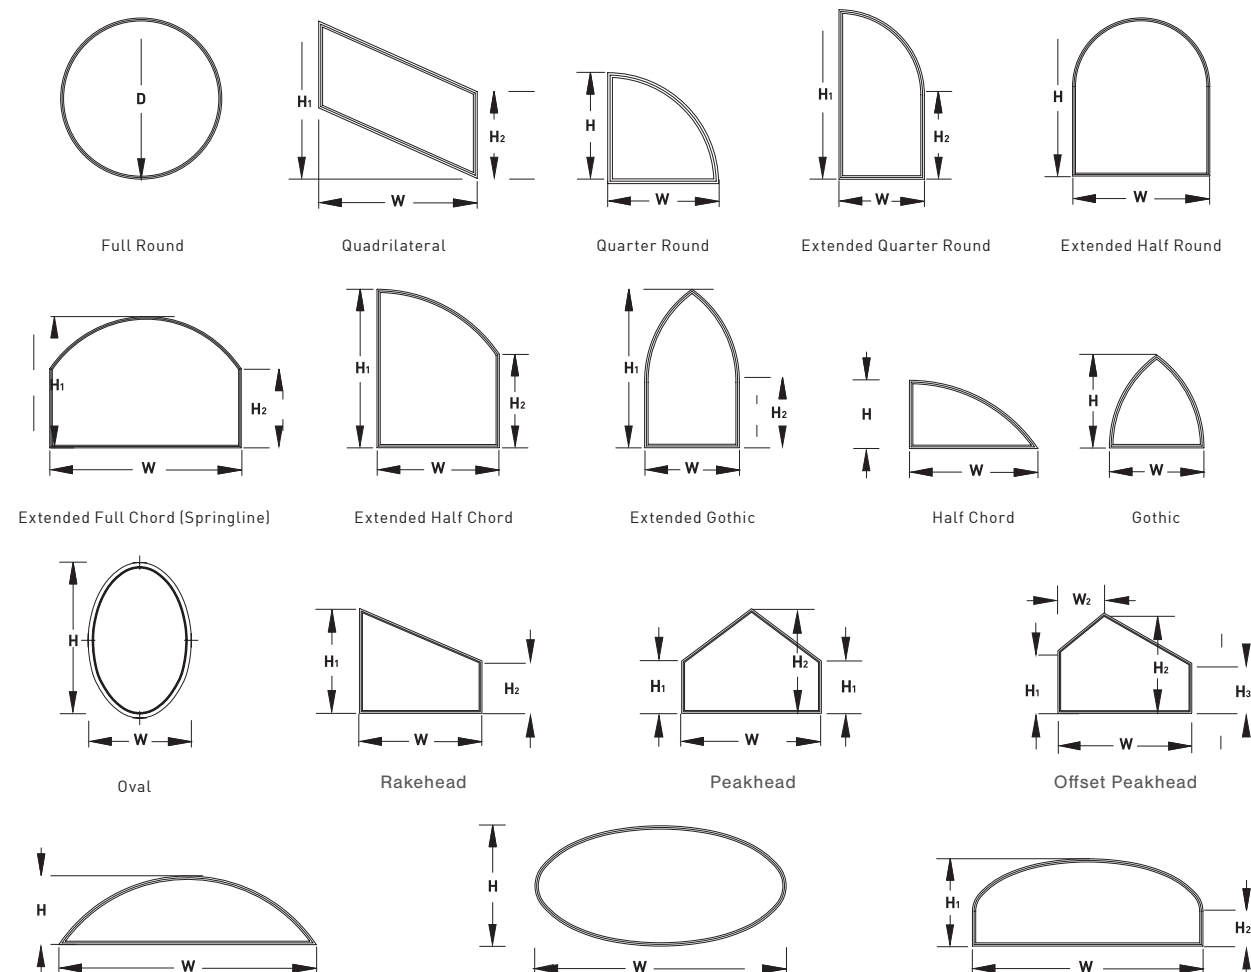 D
H1
H2
W
H
W
H1
H2
W
H
W
Full Round
Quadrilateral
Quarter Round
Extended Quarter Round
Extended Half Round
H1
H2
W
H1
H2
W
H1
H2
W
H
W
H
W
Extended Full Chord (Springline)
Extended Half Chord
Extended Gothic
Half Chord
Gothic
H
W
H1
H2
W
H1
H2
H1
W
W2
H1
H2
H3
W
Oval
Rakehead
Peakhead
Offset Peakhead
H
W
H
W
H1
H2
W